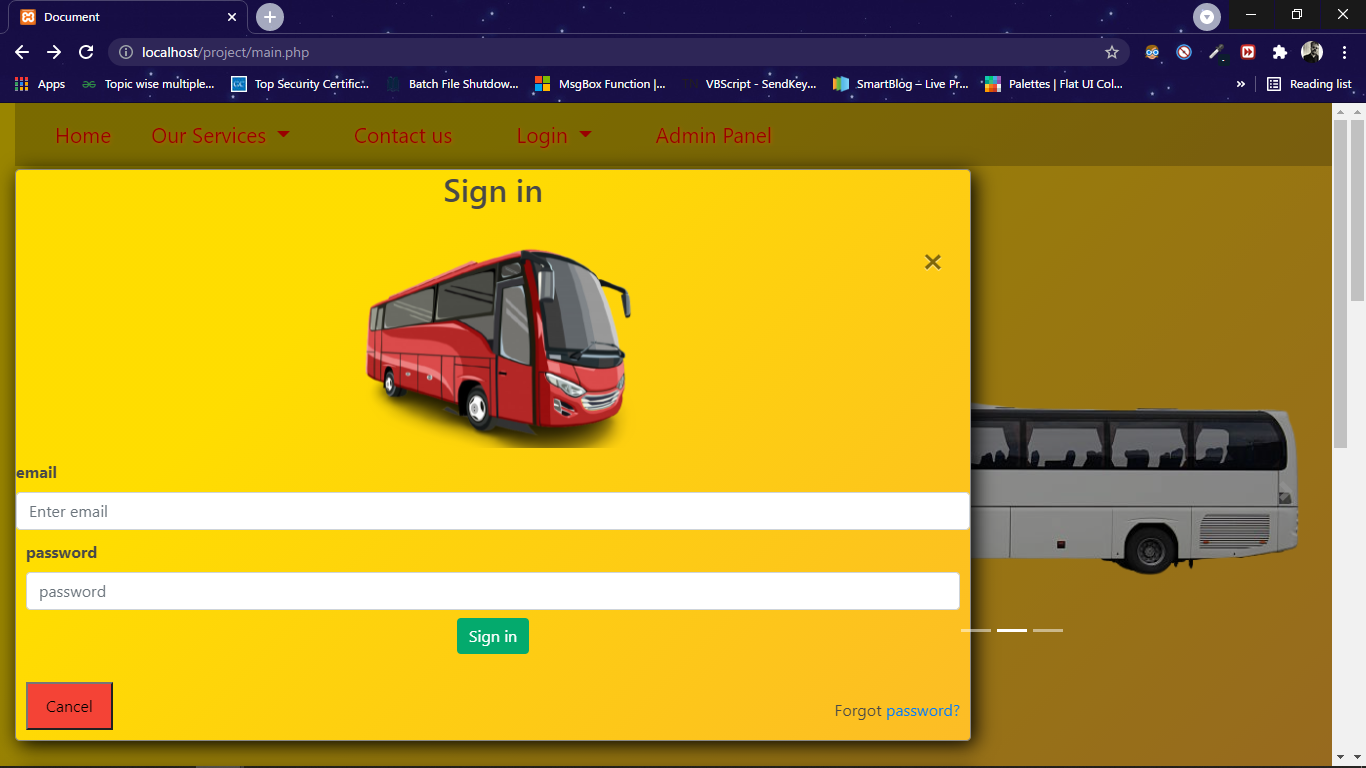 Document
localhost/project/main.php
Apps
Topic wise multiple...
Top Security Certific...
Batch File Shutdow...
MsgBox Function |...
VBScript - SendKey...
SmartBlog – Live Pr...
Palettes | Flat UI Col...
»
Reading list
Home
Our Services
Contact us
Login
Admin Panel
Sign in
×
email
Enter email
password
password
Sign in
Cancel
Forgot password?